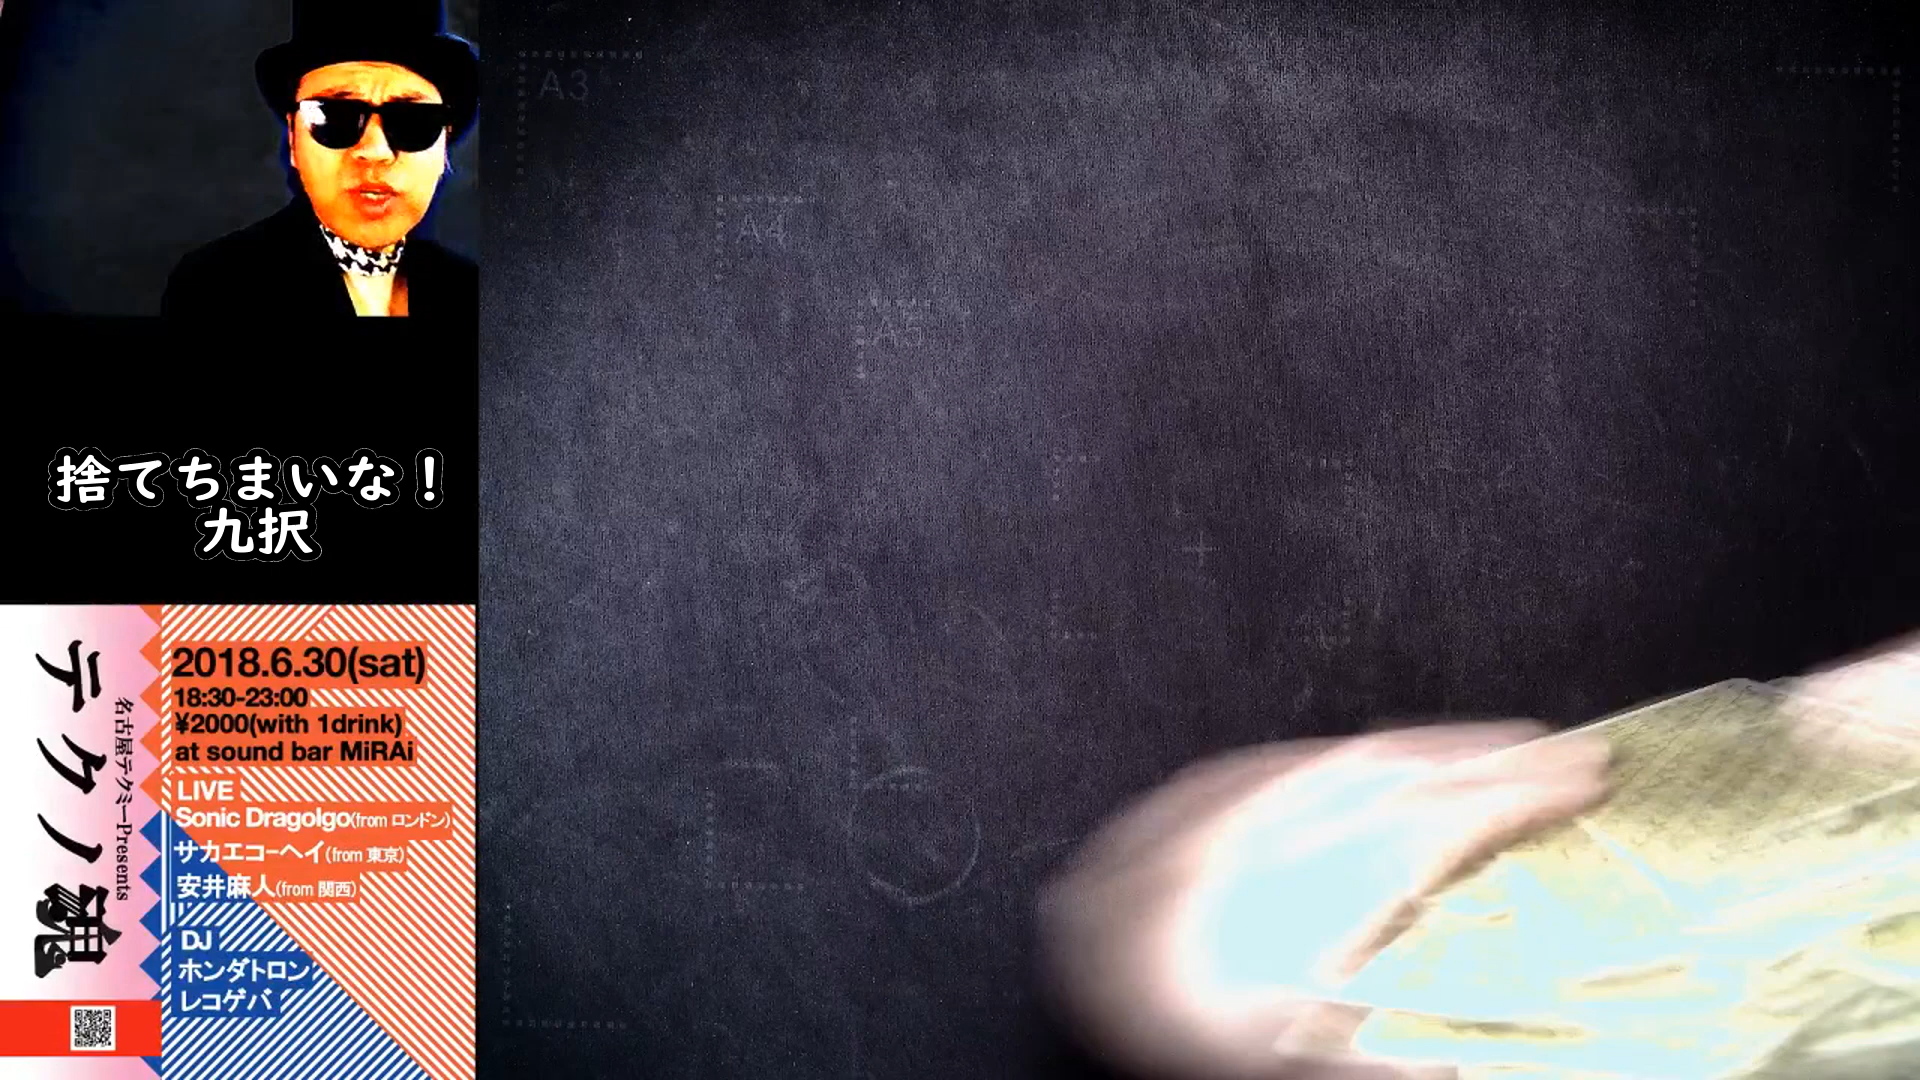 A3
A4
A5
捨てちまいな！
九択
テクノ魂
名古屋テクミーPresents
2018.6.30(sat)
18:30-23:00
¥2000(with 1drink)
at sound bar MiRAi
LIVE
Sonic Dragolgo(from ロンドン)
サカエコーヘイ(from 東京)
安井麻人(from 関西)
DJ
ホンダトロン
レコゲバ